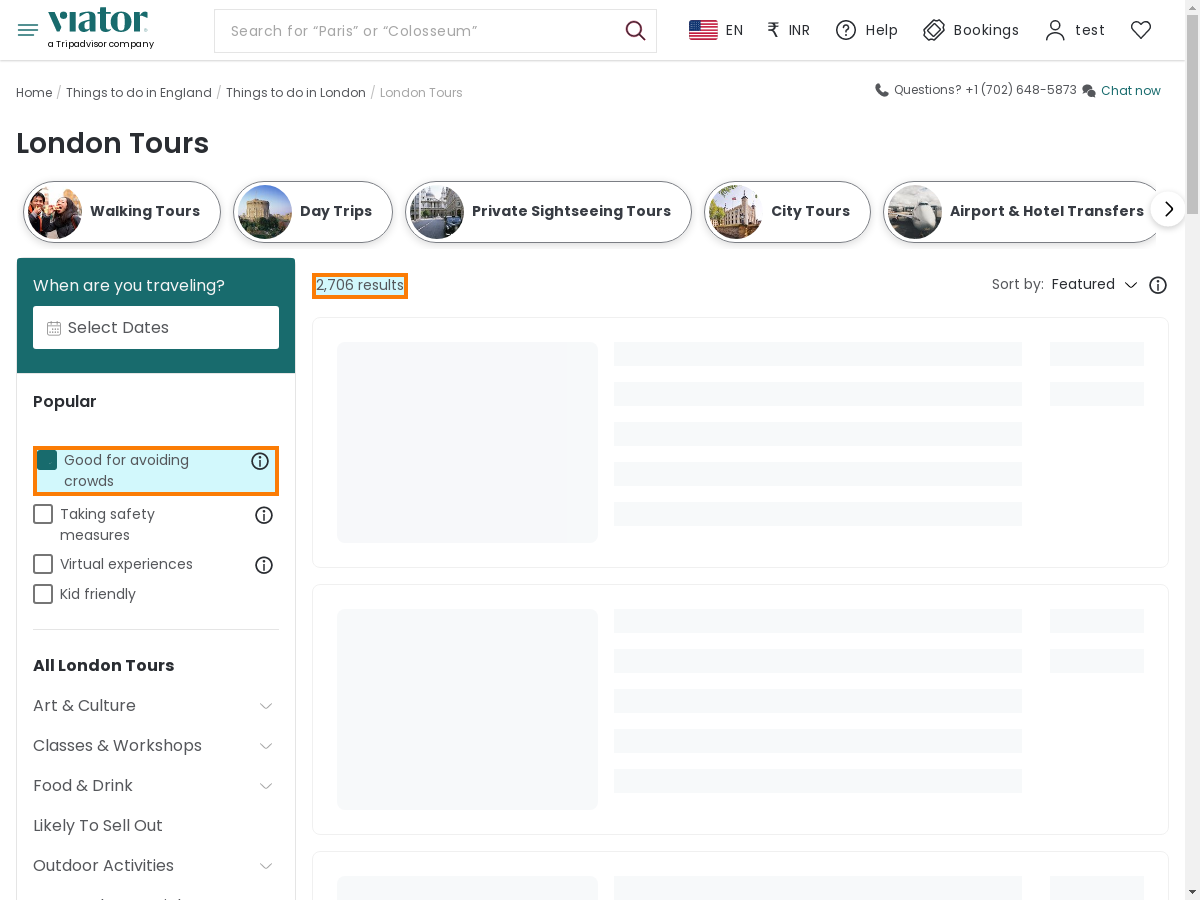 viator
a Tripadvisor company
Search for “Paris” or “Colosseum”
EN
₹ INR
Help
Bookings
test
Home / Things to do in England / Things to do in London / London Tours
Questions? +1 (702) 648-5873
Chat now
London Tours
Walking Tours
Day Trips
Private Sightseeing Tours
City Tours
Airport & Hotel Transfers
When are you traveling?
Select Dates
2,706 results
Sort by: Featured
Popular
Good for avoiding
crowds
Taking safety
measures
Virtual experiences
Kid friendly
All London Tours
Art & Culture
Classes & Workshops
Food & Drink
Likely To Sell Out
Outdoor Activities